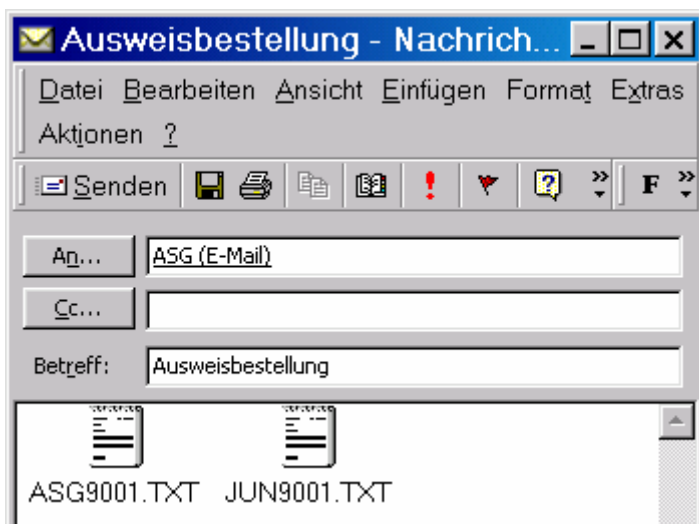 Ausweisbestellung - Nachrich...
Datei Bearbeiten Ansicht Einfügen Format Extras
Aktionen ?
Senden F
An... ASG (E-Mail)
Cc...
Betreff: Ausweisbestellung
ASG9001.TXT JUN9001.TXT